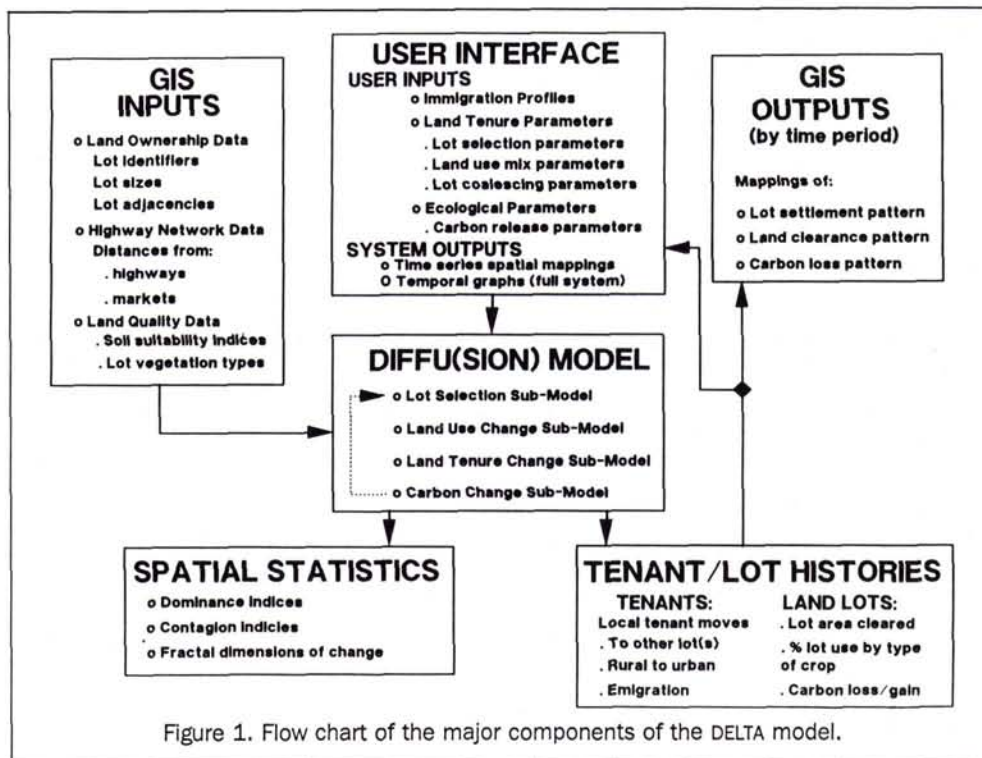 GIS
INPUTS
o Land Ownership Data
Lot identifiers
Lot sizes
Lot adjacencies
o Highway Network Data
Distances from:
. highways
. markets
o Land Quality Data
. Soil suitability indices
. Lot vegetation types
USER INTERFACE
USER INPUTS
o Immigration Profiles
o Land Tenure Parameters
. Lot selection parameters
. Land use mix parameters
. Lot coalescing parameters
o Ecological Parameters
. Carbon release parameters
SYSTEM OUTPUTS
o Time series spatial mappings
O Temporal graphs (full system)
GIS
OUTPUTS
(by time period)
Mappings of:
o Lot settlement pattern
o Land clearance pattern
o Carbon loss pattern
DIFFU(SION) MODEL
o Lot Selection Sub-Model
o Land Use Change Sub-Model
o Land Tenure Change Sub-Model
o Carbon Change Sub-Model
SPATIAL STATISTICS
o Dominance indices
o Contagion indicies
o Fractal dimensions of change
TENANT/LOT HISTORIES
TENANTS:
Local tenant moves
. To other lot(s)
. Rural to urban
. Emigration
LAND LOTS:
. Lot area cleared
. % lot use by type
of crop
. Carbon loss/gain
Figure 1. Flow chart of the major components of the DELTA model.